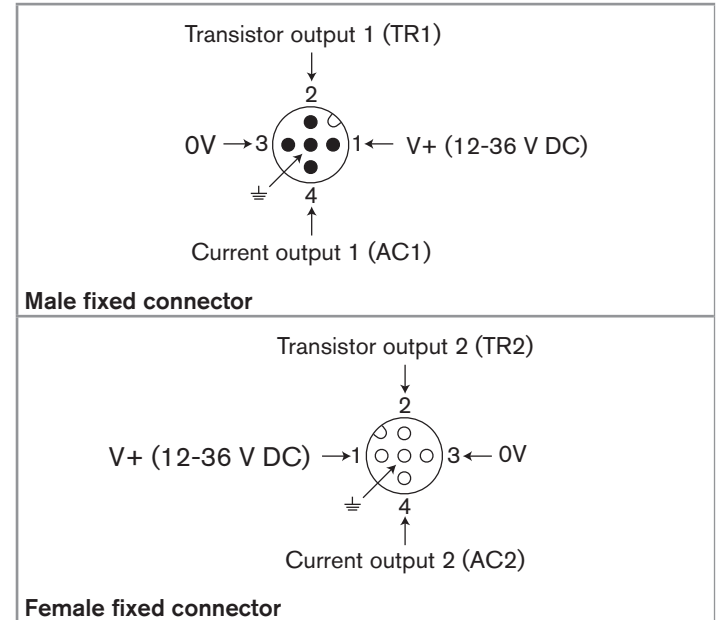 Transistor output 1 (TR1)
2
0V 3 1 V+ (12-36 V DC)
4
Current output 1 (AC1)
Male fixed connector
Transistor output 2 (TR2)
2
V+ (12-36 V DC) 1 3 0V
4
Current output 2 (AC2)
Female fixed connector